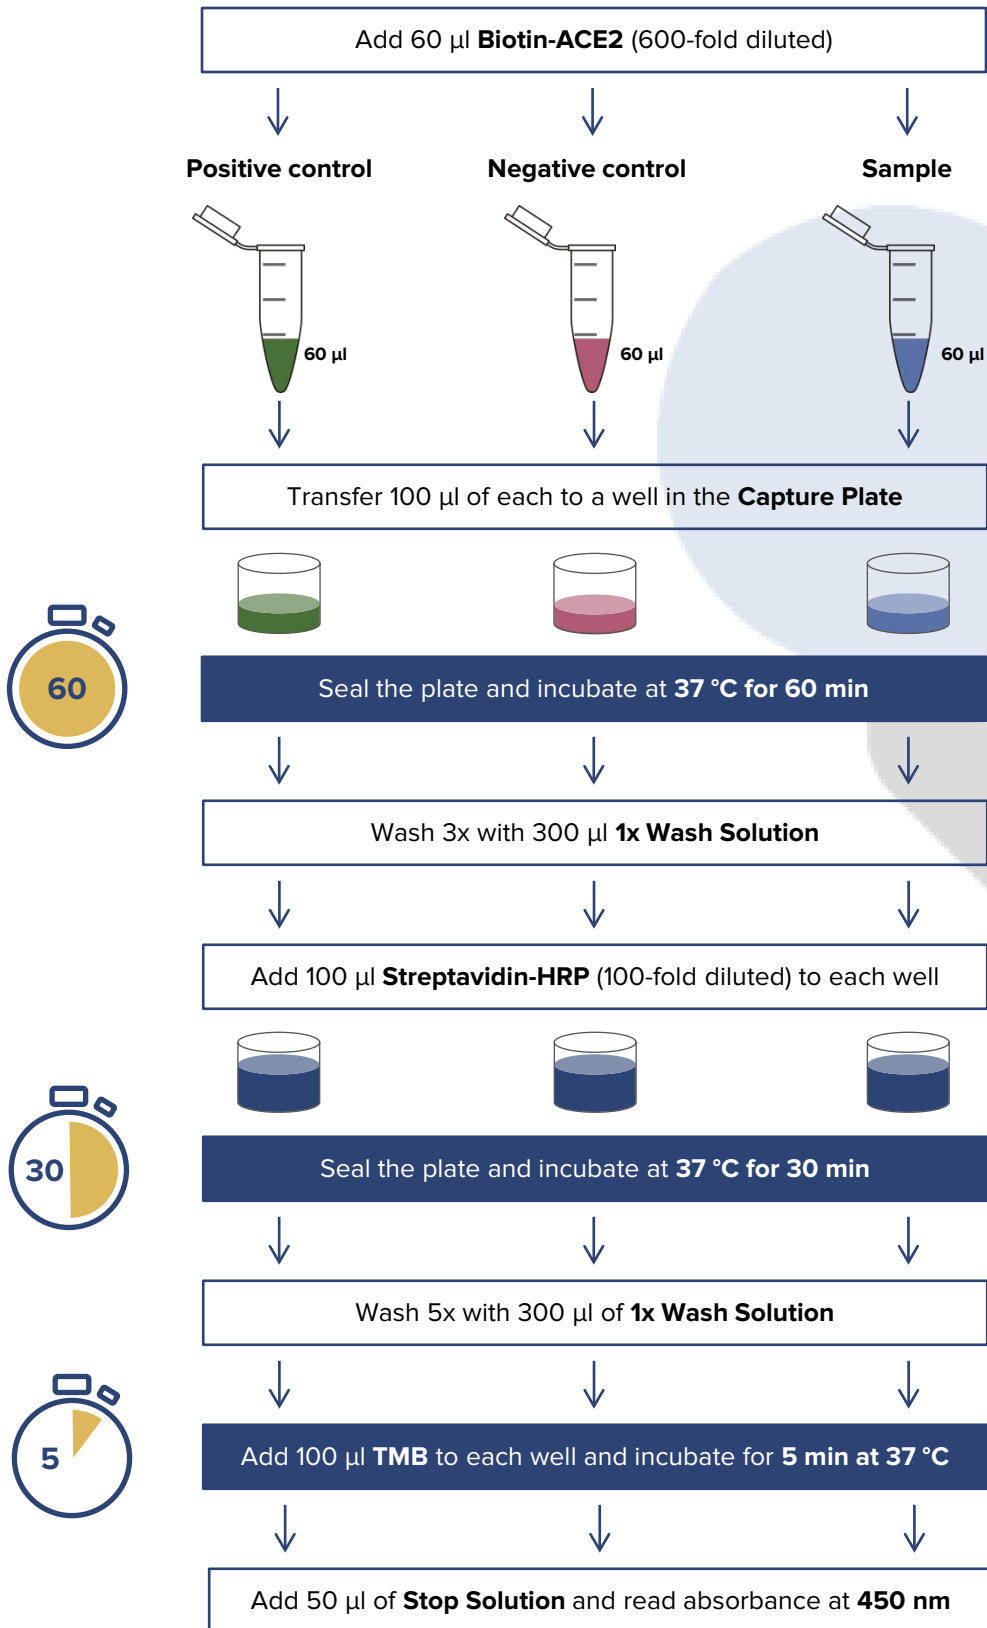 Add 60 µl Biotin-ACE2 (600-fold diluted)
Positive control
Negative control
Sample
60 µl
60 µl
60 µl
Transfer 100 µl of each to a well in the Capture Plate
60
Seal the plate and incubate at 37 °C for 60 min
Wash 3x with 300 µl 1x Wash Solution
Add 100 µl Streptavidin-HRP (100-fold diluted) to each well
30
Seal the plate and incubate at 37 °C for 30 min
Wash 5x with 300 µl of 1x Wash Solution
5
Add 100 µl TMB to each well and incubate for 5 min at 37 °C
Add 50 µl of Stop Solution and read absorbance at 450 nm